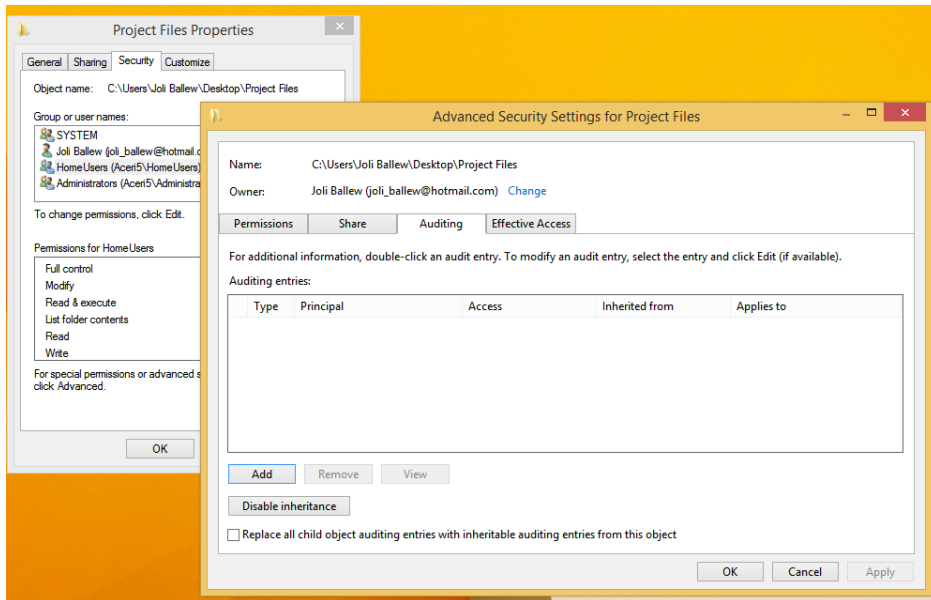 Project Files Properties
General Sharing Security Customize
Object name: C:\Users\Joli Ballew\Desktop\Project Files
Group or user names:
SYSTEM
Joli Ballew (joli_ballew@hotmail.c
HomeUsers (Aceri5\HomeUsers)
Administrators (Aceri5\Administra
To change permissions, click Edit.
Permissions for HomeUsers
Full control
Modify
Read & execute
List folder contents
Read
Write
For special permissions or advanced s
click Advanced.
OK
Advanced Security Settings for Project Files
Name: C:\Users\Joli Ballew\Desktop\Project Files
Owner: Joli Ballew (joli_ballew@hotmail.com) Change
Permissions Share Auditing Effective Access
For additional information, double-click an audit entry. To modify an audit entry, select the entry and click Edit (if available).
Auditing entries:
Type Principal Access Inherited from Applies to
Add Remove View
Disable inheritance
Replace all child object auditing entries with inheritable auditing entries from this object
OK Cancel Apply